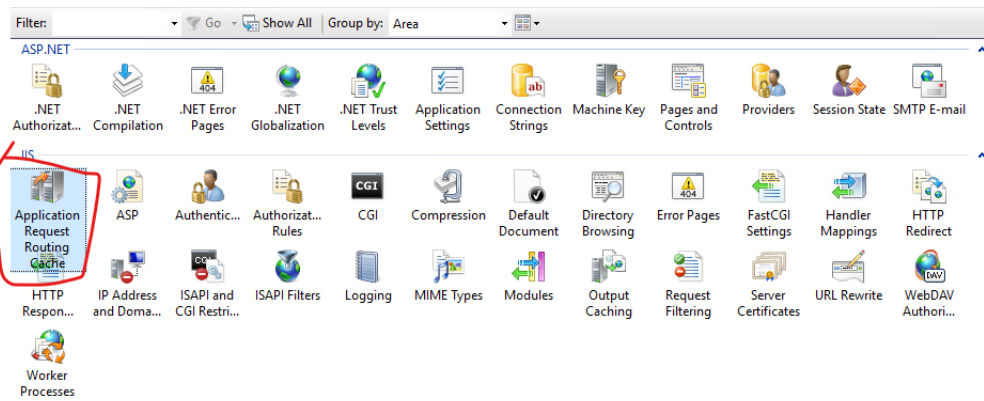 Filter: Go Show All Group by: Area
ASP.NET
.NET Authorizat... .NET Compilation .NET Error Pages .NET Globalization .NET Trust Levels Application Settings Connection Strings Machine Key Pages and Controls Providers Session State SMTP E-mail
IIS
Application Request Routing Cache ASP Authentic... Authorizat... Rules CGI Compression Default Document Directory Browsing Error Pages FastCGI Settings Handler Mappings HTTP Redirect
HTTP Respon... IP Address and Doma... ISAPI and CGI Restri... ISAPI Filters Logging MIME Types Modules Output Caching Request Filtering Server Certificates URL Rewrite WebDAV Authori...
Worker Processes